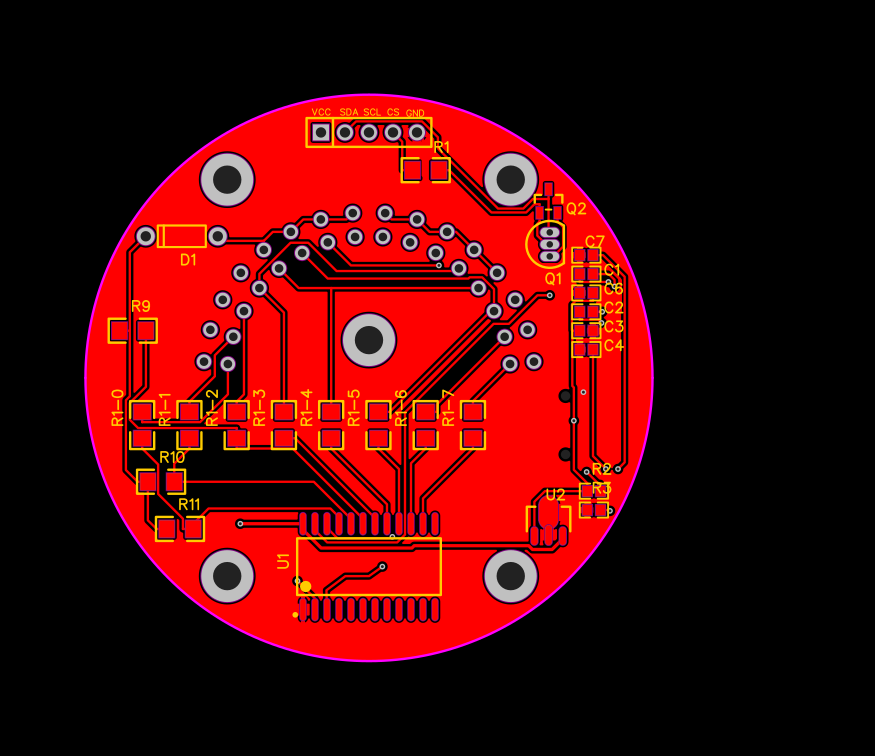 VCC SDA SCL CS GND
R1
Q2
D1
C7
Q1
C1
C6
R9
C2
C3
C4
R1-0 R1-1 R1-2 R1-3 R1-4 R1-5 R1-6 R1-7
R10
R2
R3
U2
R11
U1